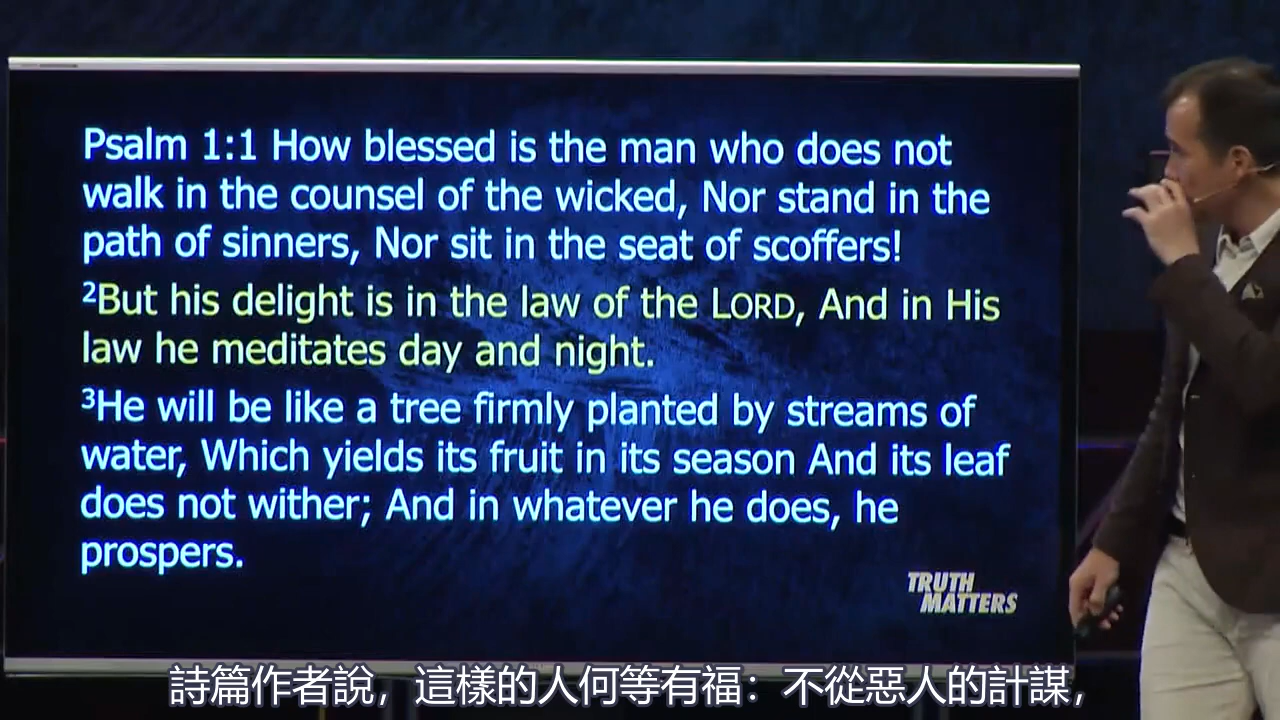 Psalm 1:1 How blessed is the man who does not
walk in the counsel of the wicked, Nor stand in the
path of sinners, Nor sit in the seat of scoffers!
²But his delight is in the law of the LORD, And in His
law he meditates day and night.
³He will be like a tree firmly planted by streams of
water, Which yields its fruit in its season And its leaf
does not wither; And in whatever he does, he
prospers.
TRUTH
MATTERS
詩篇作者說，這樣的人何等有福：不從惡人的計謀，